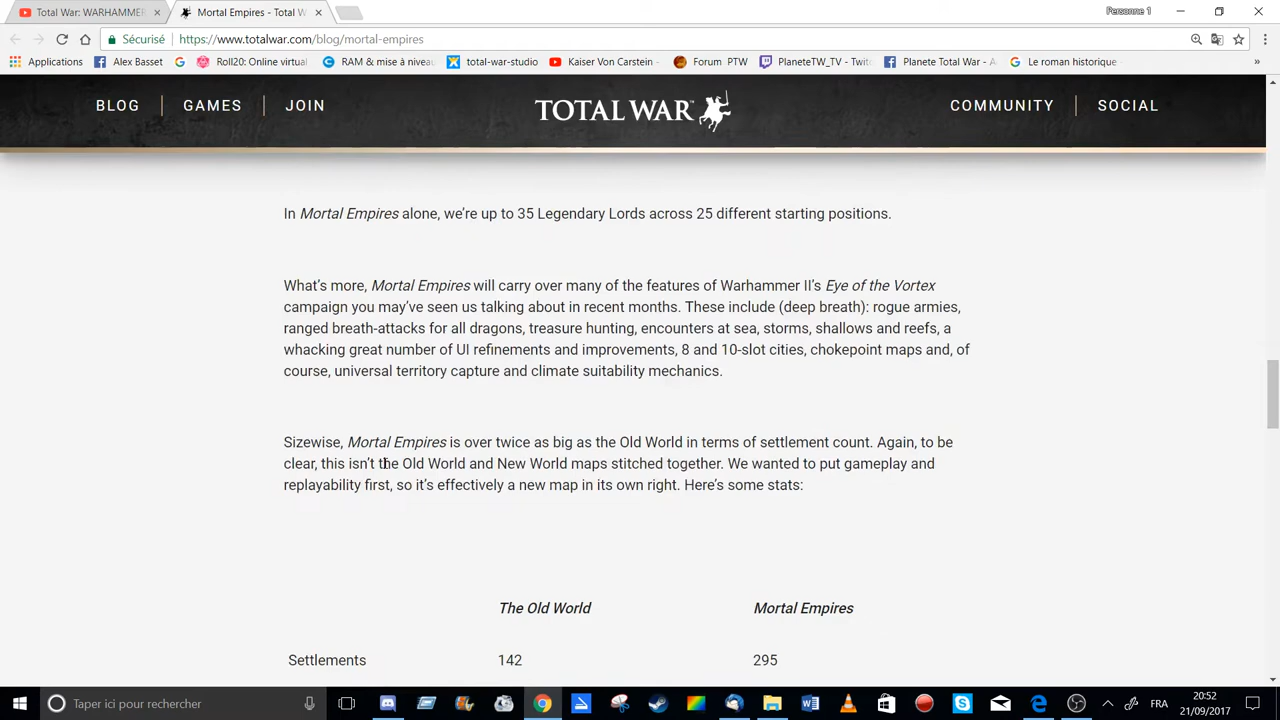 Total War: WARHAMMER
Mortal Empires - Total W
Personne 1
Sécurisé
https://www.totalwar.com/blog/mortal-empires
Applications
Alex Basset
Roll20: Online virtual
RAM & mise à niveau
total-war-studio
Kaiser Von Carstein
Forum PTW
PlaneteTW_TV - Twit
Planete Total War - A
Le roman historique
»
BLOG
GAMES
JOIN
TOTAL WAR
COMMUNITY
SOCIAL
In Mortal Empires alone, we're up to 35 Legendary Lords across 25 different starting positions.
What's more, Mortal Empires will carry over many of the features of Warhammer II's Eye of the Vortex
campaign you may've seen us talking about in recent months. These include (deep breath): rogue armies,
ranged breath-attacks for all dragons, treasure hunting, encounters at sea, storms, shallows and reefs, a
whacking great number of UI refinements and improvements, 8 and 10-slot cities, chokepoint maps and, of
course, universal territory capture and climate suitability mechanics.
Sizewise, Mortal Empires is over twice as big as the Old World in terms of settlement count. Again, to be
clear, this isn't the Old World and New World maps stitched together. We wanted to put gameplay and
replayability first, so it's effectively a new map in its own right. Here's some stats:
The Old World Mortal Empires
Settlements 142 295
Taper ici pour rechercher
FRA
20:52
21/09/2017